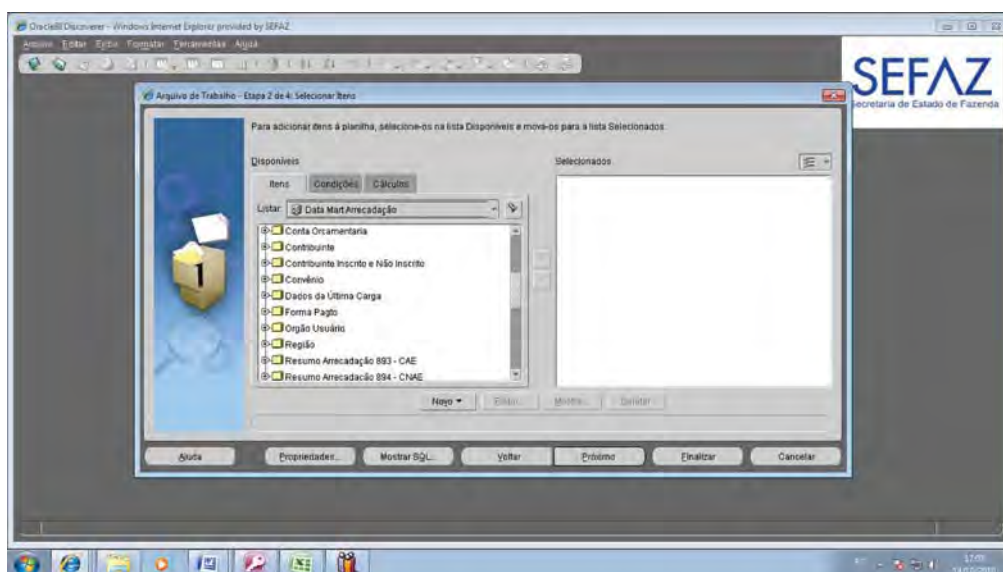 OracleBI Discoverer - Windows Internet Explorer provided by SEFAZ
Arquivo Editar Exibir Formatar Ferramentas Ajuda
SEFAZ
Secretaria de Estado de Fazenda
Arquivo de Trabalho - Etapa 2 de 4: Selecionar Itens
Para adicionar itens à planilha, selecione-os na lista Disponíveis e mova-os para a lista Selecionados.
Disponíveis
Selecionados
Itens Condições Cálculos
Listar: Data Mart Arrecadação
Conta Orcamentaria
Contribuinte
Contribuinte Inscrito e Não Inscrito
Convênio
Dados da Última Carga
Forma Pagto
Orgão Usuário
Região
Resumo Arrecadação 893 - CAE
Resumo Arrecadação 894 - CNAE
Novo Editar... Mostrar... Deletar
Ajuda Propriedades... Mostrar SQL... Voltar Próximo Finalizar Cancelar